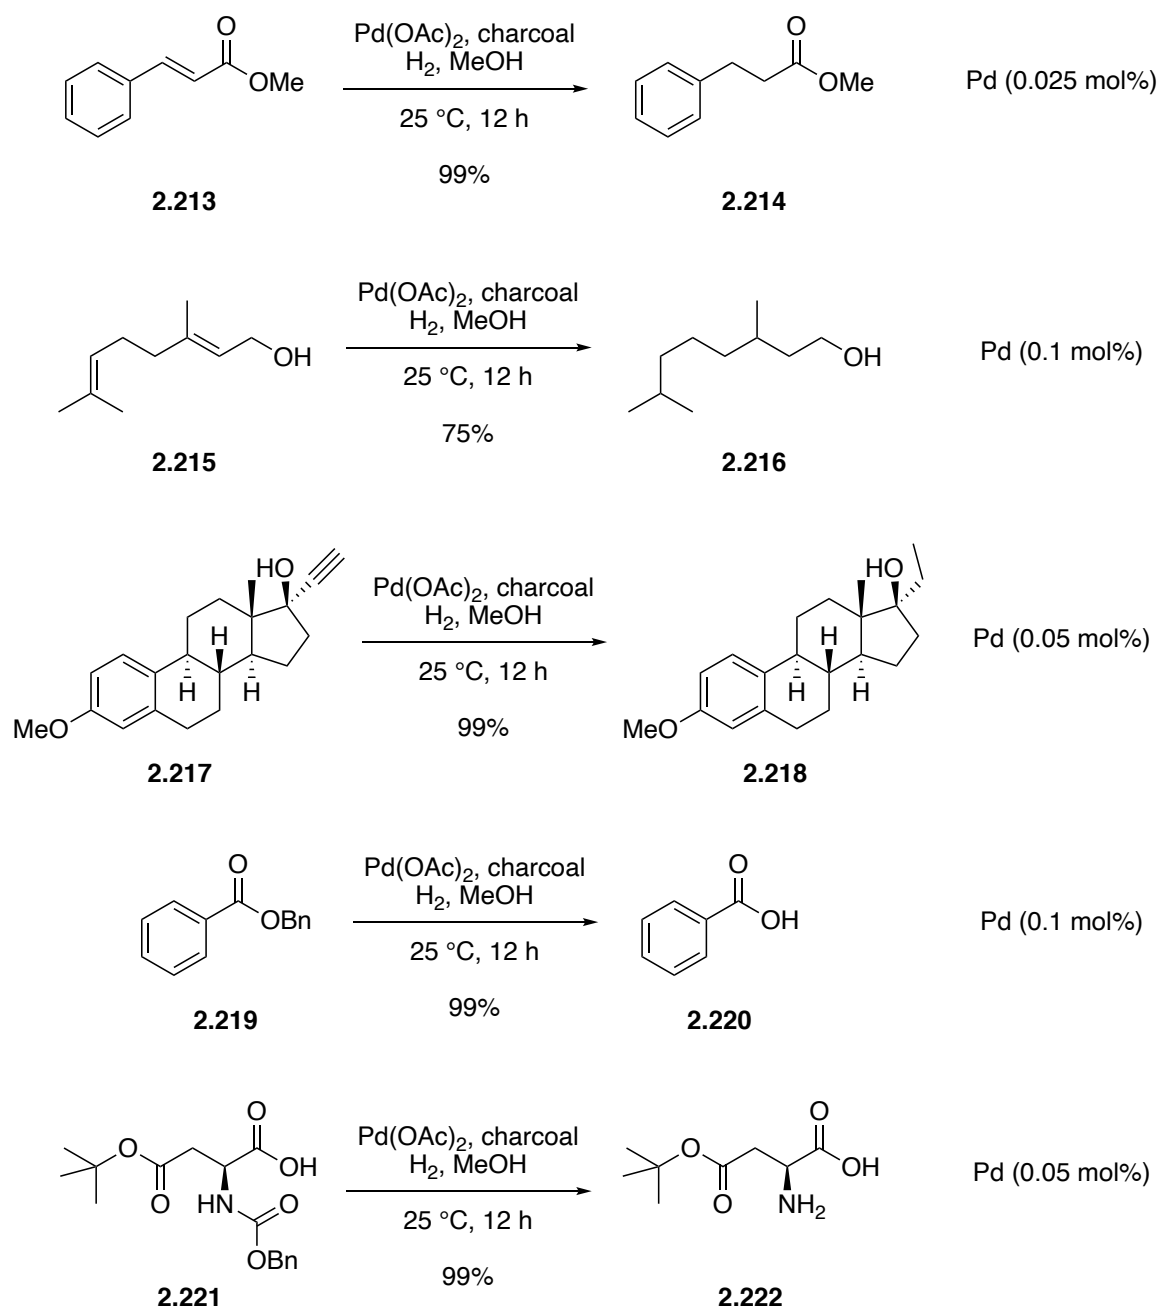 Pd(OAc)2, charcoal
H2, MeOH
25 °C, 12 h
99%
O
OMe
2.213
O
OMe
2.214
Pd (0.025 mol%)
Pd(OAc)2, charcoal
H2, MeOH
25 °C, 12 h
75%
OH
2.215
OH
2.216
Pd (0.1 mol%)
HO
H
H
H
MeO
2.217
Pd(OAc)2, charcoal
H2, MeOH
25 °C, 12 h
99%
HO
H
H
H
MeO
2.218
Pd (0.05 mol%)
O
OBn
2.219
Pd(OAc)2, charcoal
H2, MeOH
25 °C, 12 h
99%
O
OH
2.220
Pd (0.1 mol%)
O
O
OH
O
HN
O
OBn
2.221
Pd(OAc)2, charcoal
H2, MeOH
25 °C, 12 h
99%
O
O
OH
O
NH2
2.222
Pd (0.05 mol%)